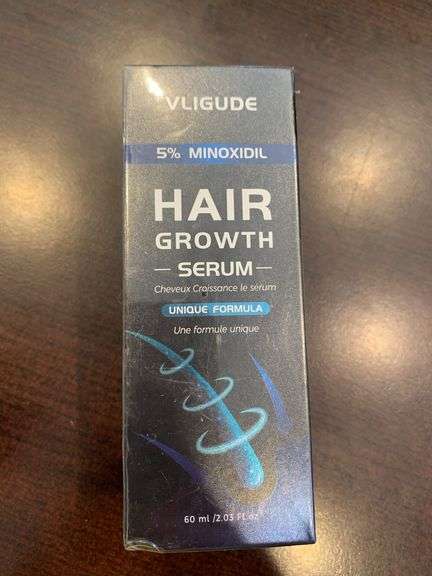 VLIGUDE
5% MINOXIDIL
HAIR
GROWTH
SERUM
Cheveux Croissance le sérum
UNIQUE FORMULA
Une formule unique
60 ml /2.03 Fl oz